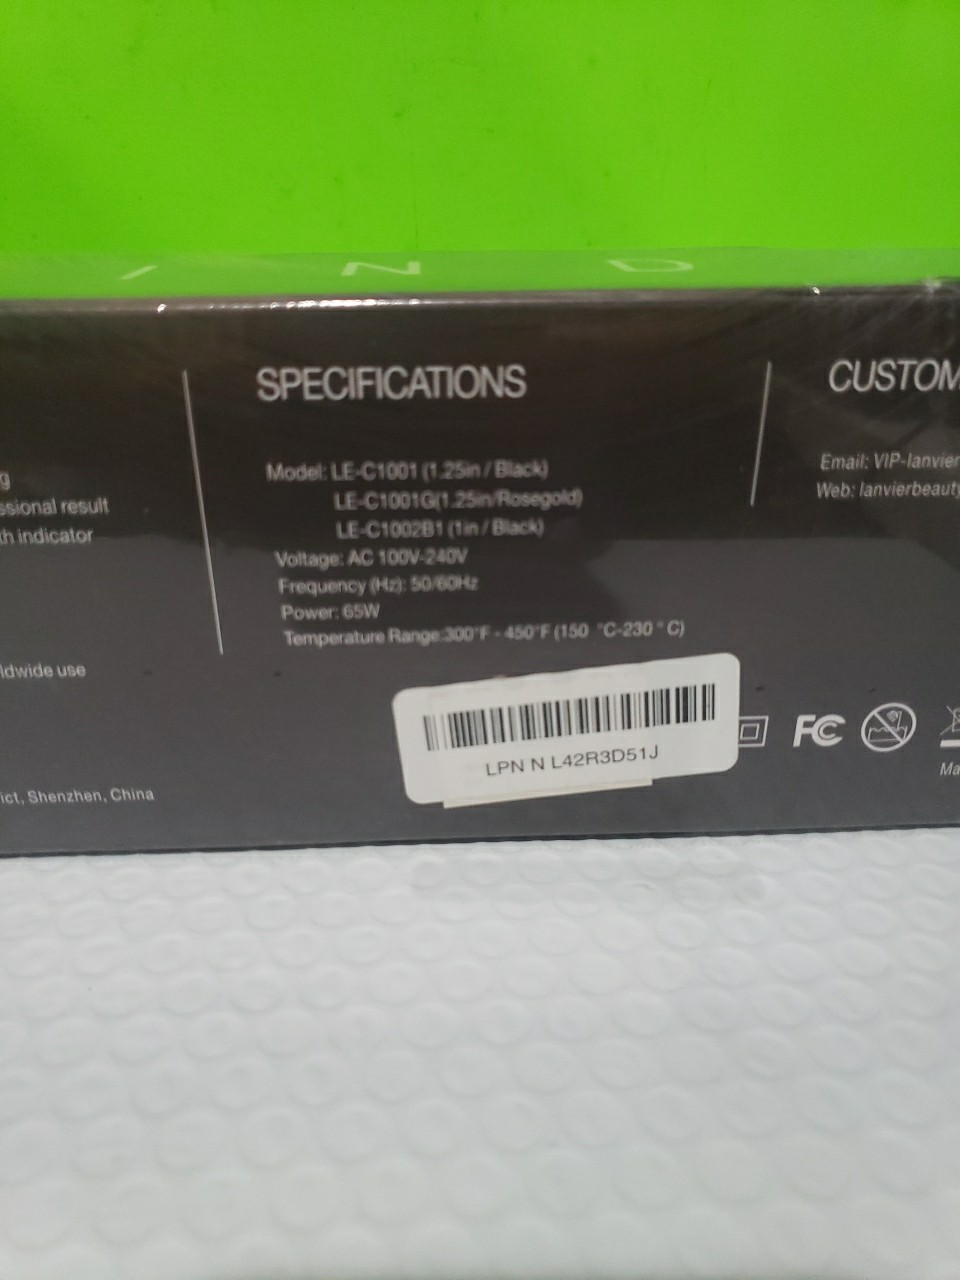 I N D
SPECIFICATIONS
CUSTOM
Model: LE-C1001 (1.25in / Black)
LE-C1001G(1.25in/Rosegold)
LE-C1002B1 (1in / Black)
Voltage: AC 100V-240V
Frequency (Hz): 50/60Hz
Power: 65W
Temperature Range:300°F - 450°F (150 °C-230 ° C)
g
ssional result
th indicator
ldwide use
ict, Shenzhen, China
Email: VIP-lanvier
Web: lanvierbeauty
LPN N L42R3D51J
FC
Ma